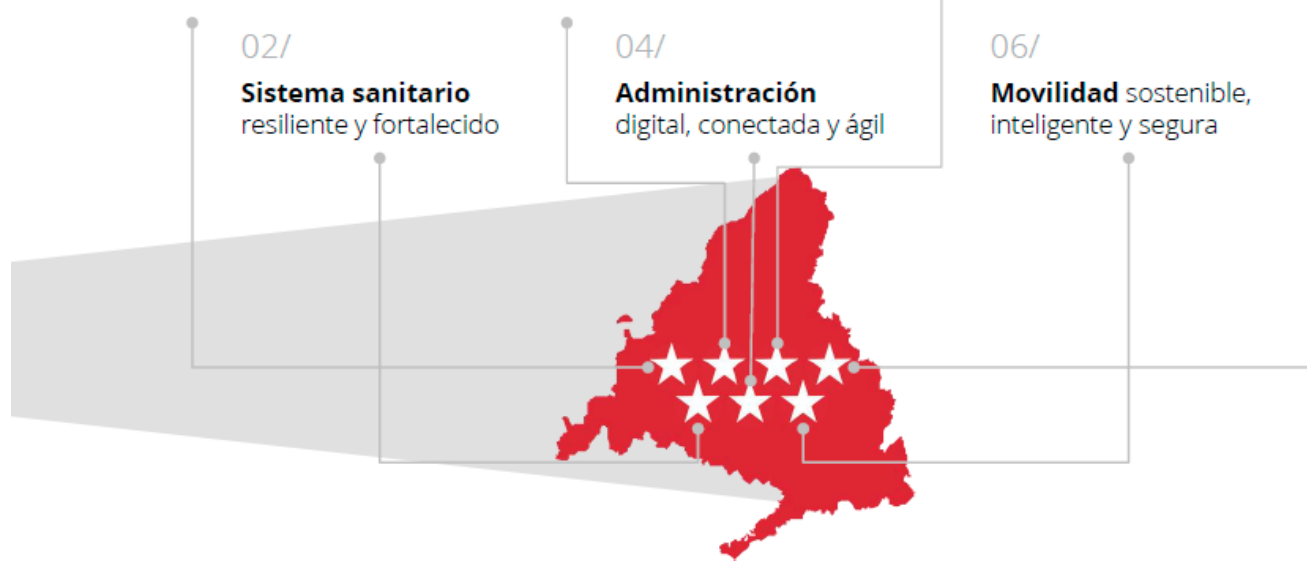 02/
Sistema sanitario
resiliente y fortalecido
04/
Administración
digital, conectada y ágil
06/
Movilidad sostenible,
inteligente y segura